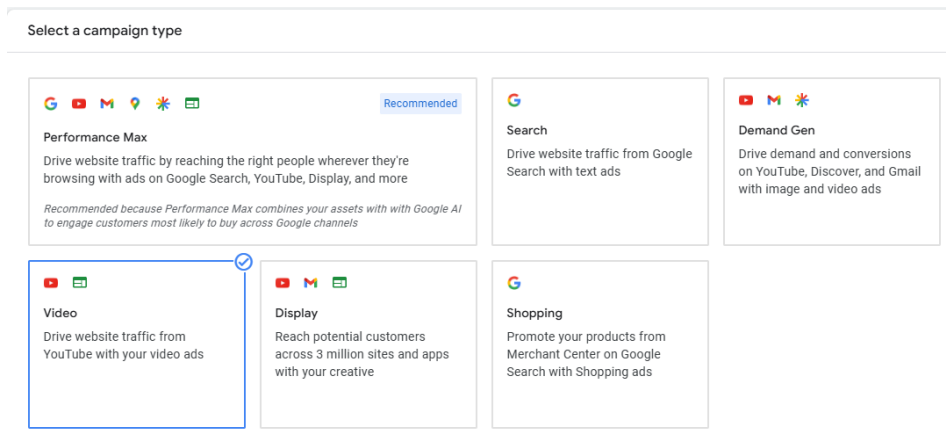 Select a campaign type
Recommended
Performance Max
Drive website traffic by reaching the right people wherever they're
browsing with ads on Google Search, YouTube, Display, and more
Recommended because Performance Max combines your assets with with Google AI
to engage customers most likely to buy across Google channels
Search
Drive website traffic from Google
Search with text ads
Demand Gen
Drive demand and conversions
on YouTube, Discover, and Gmail
with image and video ads
Video
Drive website traffic from
YouTube with your video ads
Display
Reach potential customers
across 3 million sites and apps
with your creative
Shopping
Promote your products from
Merchant Center on Google
Search with Shopping ads